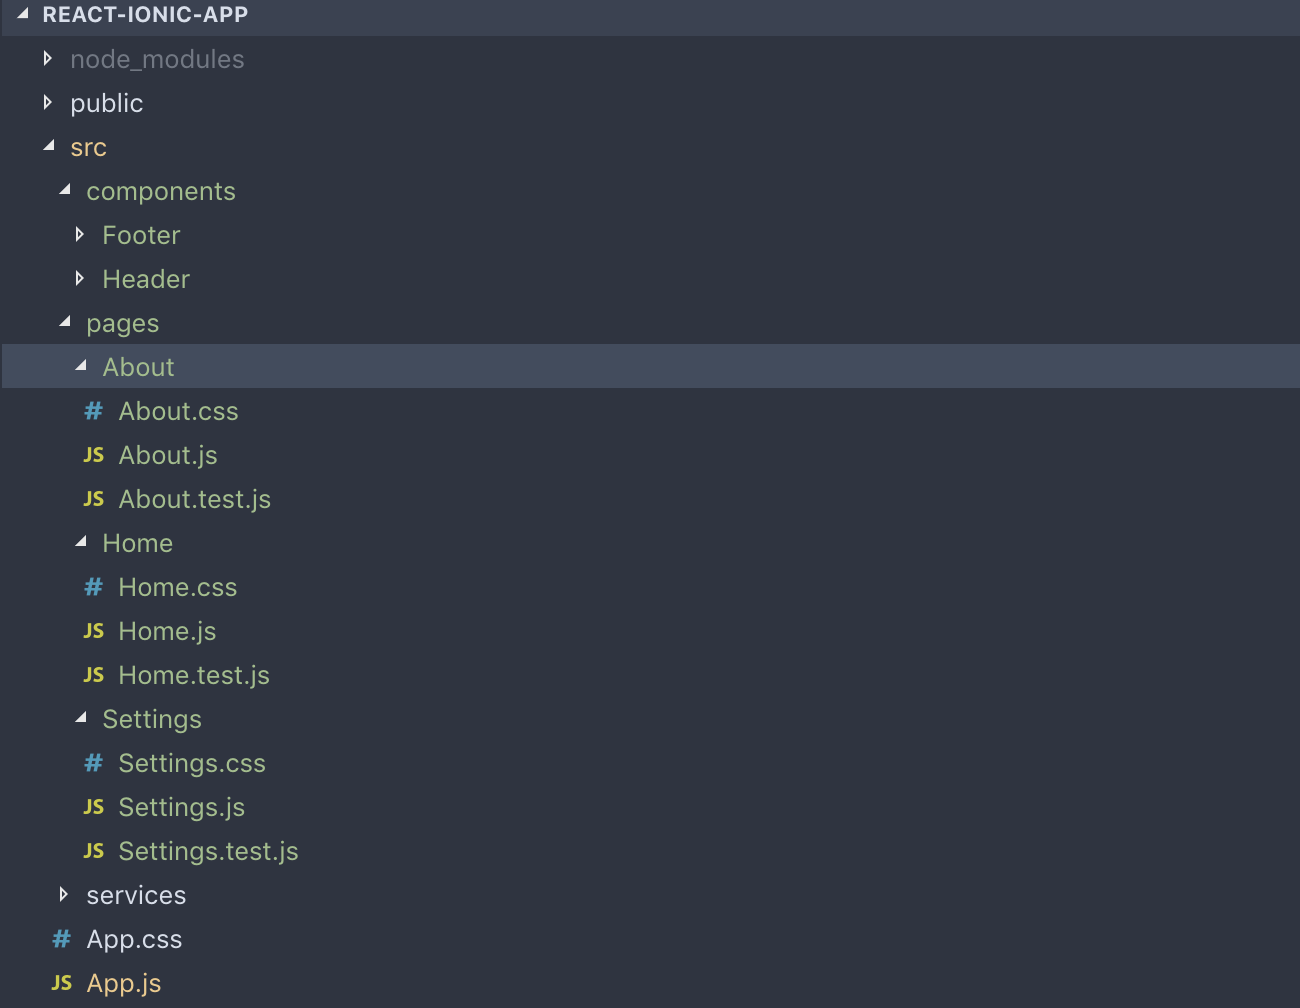 REACT-IONIC-APP
node_modules
public
src
components
Footer
Header
pages
About
# About.css
JS About.js
JS About.test.js
Home
# Home.css
JS Home.js
JS Home.test.js
Settings
# Settings.css
JS Settings.js
JS Settings.test.js
services
# App.css
JS App.js